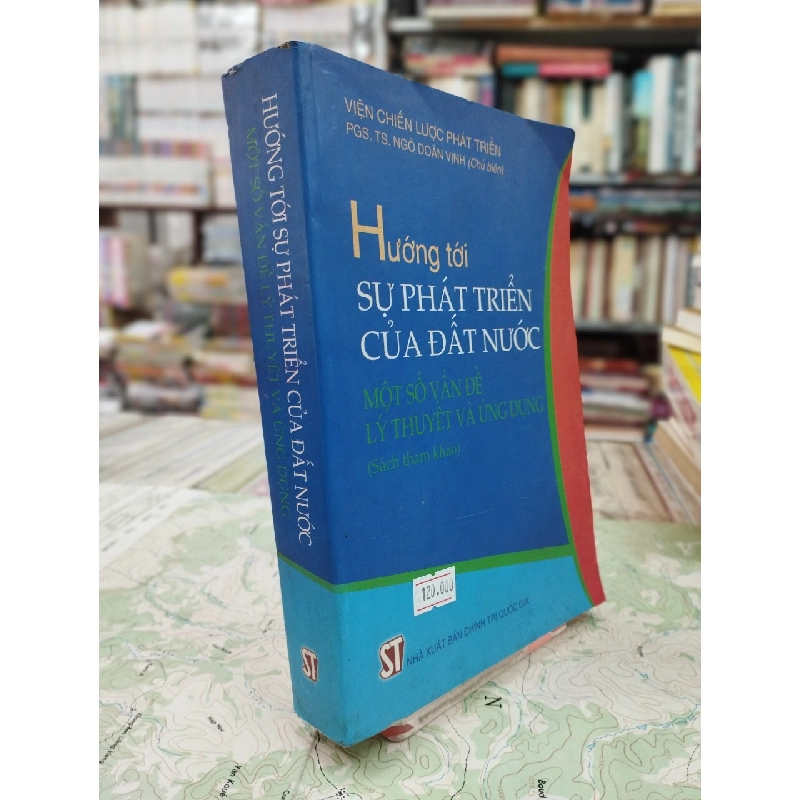 VIỆN CHIẾN LƯỢC PHÁT TRIỂN
PGS. TS. NGÔ DOÃN VỊNH (Chủ biên)
Hướng tới
SỰ PHÁT TRIỂN
CỦA ĐẤT NƯỚC
MỘT SỐ VẤN ĐỀ
LÝ THUYẾT VÀ ỨNG DỤNG
(Sách tham khảo)
120.000
ST NHÀ XUẤT BẢN CHÍNH TRỊ QUỐC GIA
HƯỚNG TỚI SỰ PHÁT TRIỂN CỦA ĐẤT NƯỚC
MỘT SỐ VẤN ĐỀ LÝ THUYẾT VÀ ỨNG DỤNG
ST
N
Baud